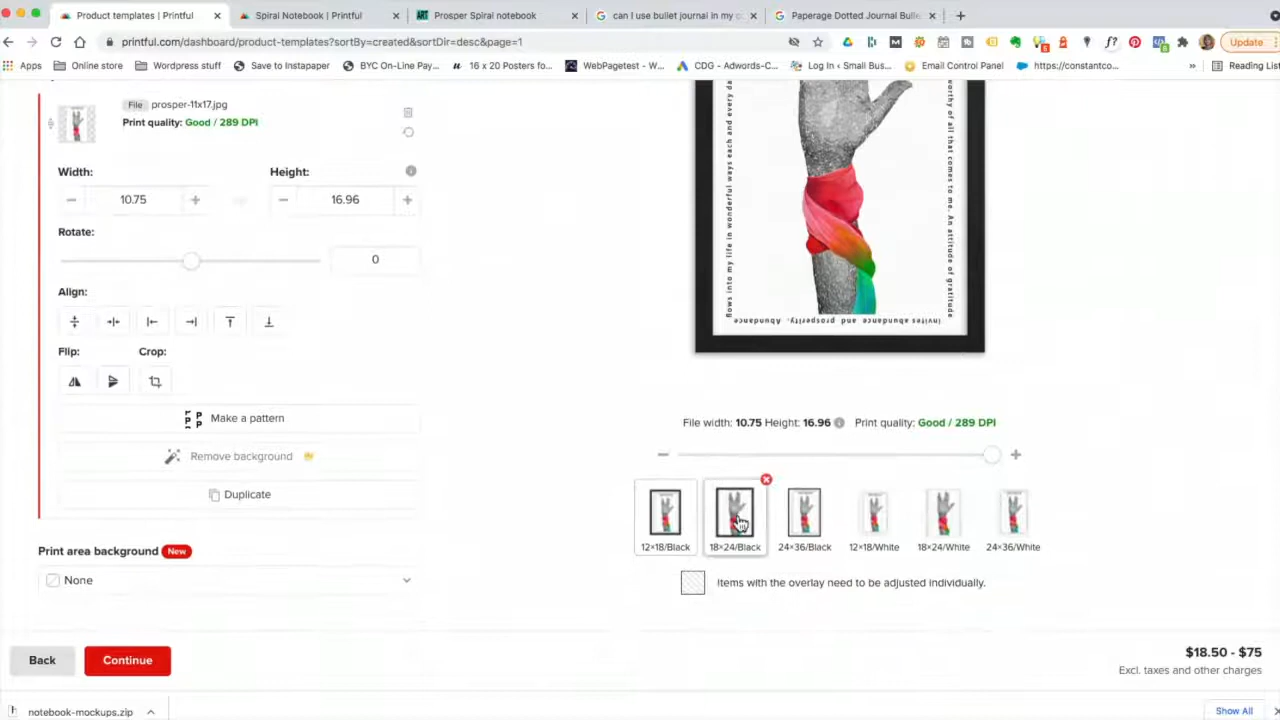 Product templates | Printful
Spiral Notebook | Printful
ART
Prosper Spiral notebook
can I use bullet journal in my
Paperage Dotted Journal Bulle
printful.com/dashboard/product-templates?sortBy=created&sortDir=desc&page=1
Update
Apps
Online store
Wordpress stuff
Save to Instapaper
BYC On-Line Pay...
16 x 20 Posters fo...
WebPagetest - W...
CDG - Adwords-C...
Log In ‹ Small Bus...
Email Control Panel
https://constantco...
»
Reading List
File prosper-11x17.jpg
Print quality: Good / 289 DPI
Width:
Height:
10.75
16.96
Rotate:
0
Align:
Flip:
Crop:
Make a pattern
Remove background
Duplicate
Print area background New
None
flows into my life in wonderful ways each and every da
worthy of all that comes to me. An attitude of gratitude
invites abundance and prosperity. Abundance
File width: 10.75 Height: 16.96 Print quality: Good / 289 DPI
12×18/Black
18×24/Black
24×36/Black
12×18/White
18×24/White
24×36/White
Items with the overlay need to be adjusted individually.
Back
Continue
$18.50 - $75
Excl. taxes and other charges
notebook-mockups.zip
Show All